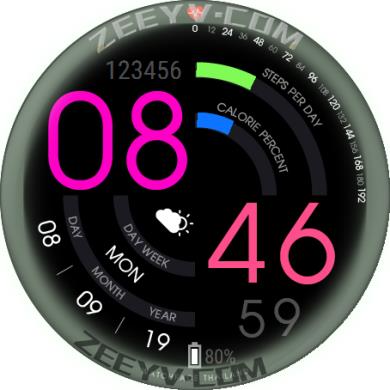 ZEEYV.COM
0 12 24 36 48 60 72 84 96 108 120 132 144 156 168 180 192
123456
STEPS PER DAY
08
CALORIE PERCENT
46
59
DAY
DAY WEEK
MONTH
YEAR
MON
08 / 09 / 19
80%
ZEEYV.COM